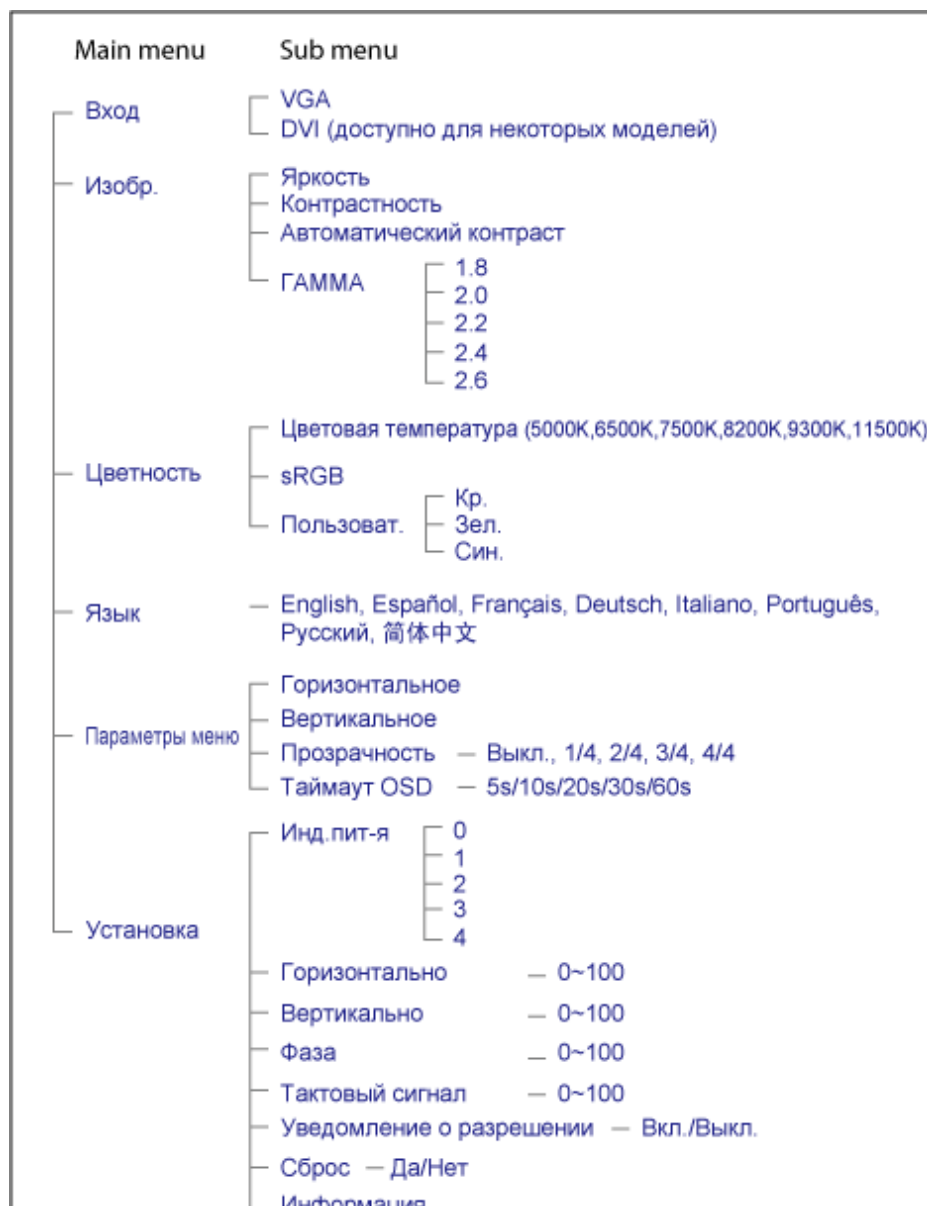 Main menu Sub menu
Вход
VGA
DVI (доступно для некоторых моделей)
Изобр.
Яркость
Контрастность
Автоматический контраст
ГАММА
1.8
2.0
2.2
2.4
2.6
Цветность
Цветовая температура (5000K,6500K,7500K,8200K,9300K,11500K)
sRGB
Пользоват.
Кр.
Зел.
Син.
Язык
English, Español, Français, Deutsch, Italiano, Português,
Русский, 简体中文
Параметры меню
Горизонтальное
Вертикальное
Прозрачность — Выкл., 1/4, 2/4, 3/4, 4/4
Таймаут OSD — 5s/10s/20s/30s/60s
Установка
Инд.пит-я
0
1
2
3
4
Горизонтально — 0~100
Вертикально — 0~100
Фаза — 0~100
Тактовый сигнал — 0~100
Уведомление о разрешении — Вкл./Выкл.
Сброс — Да/Нет
Информация